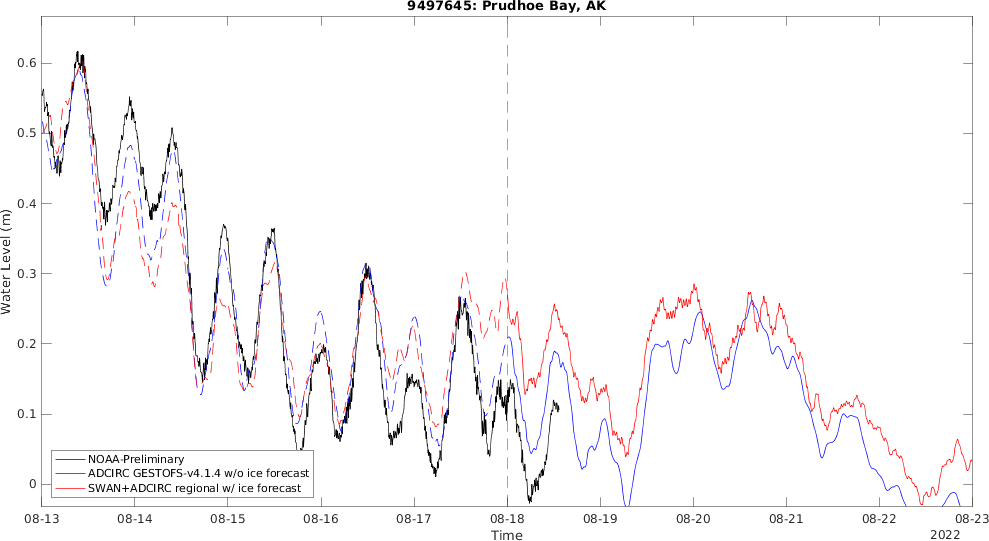 9497645: Prudhoe Bay, AK
Water Level (m)
0.6
0.5
0.4
0.3
0.2
0.1
0
NOAA-Preliminary
ADCIRC GESTOFS-v4.1.4 w/o ice forecast
SWAN+ADCIRC regional w/ ice forecast
08-13 08-14 08-15 08-16 08-17 08-18 08-19 08-20 08-21 08-22 08-23
Time
2022